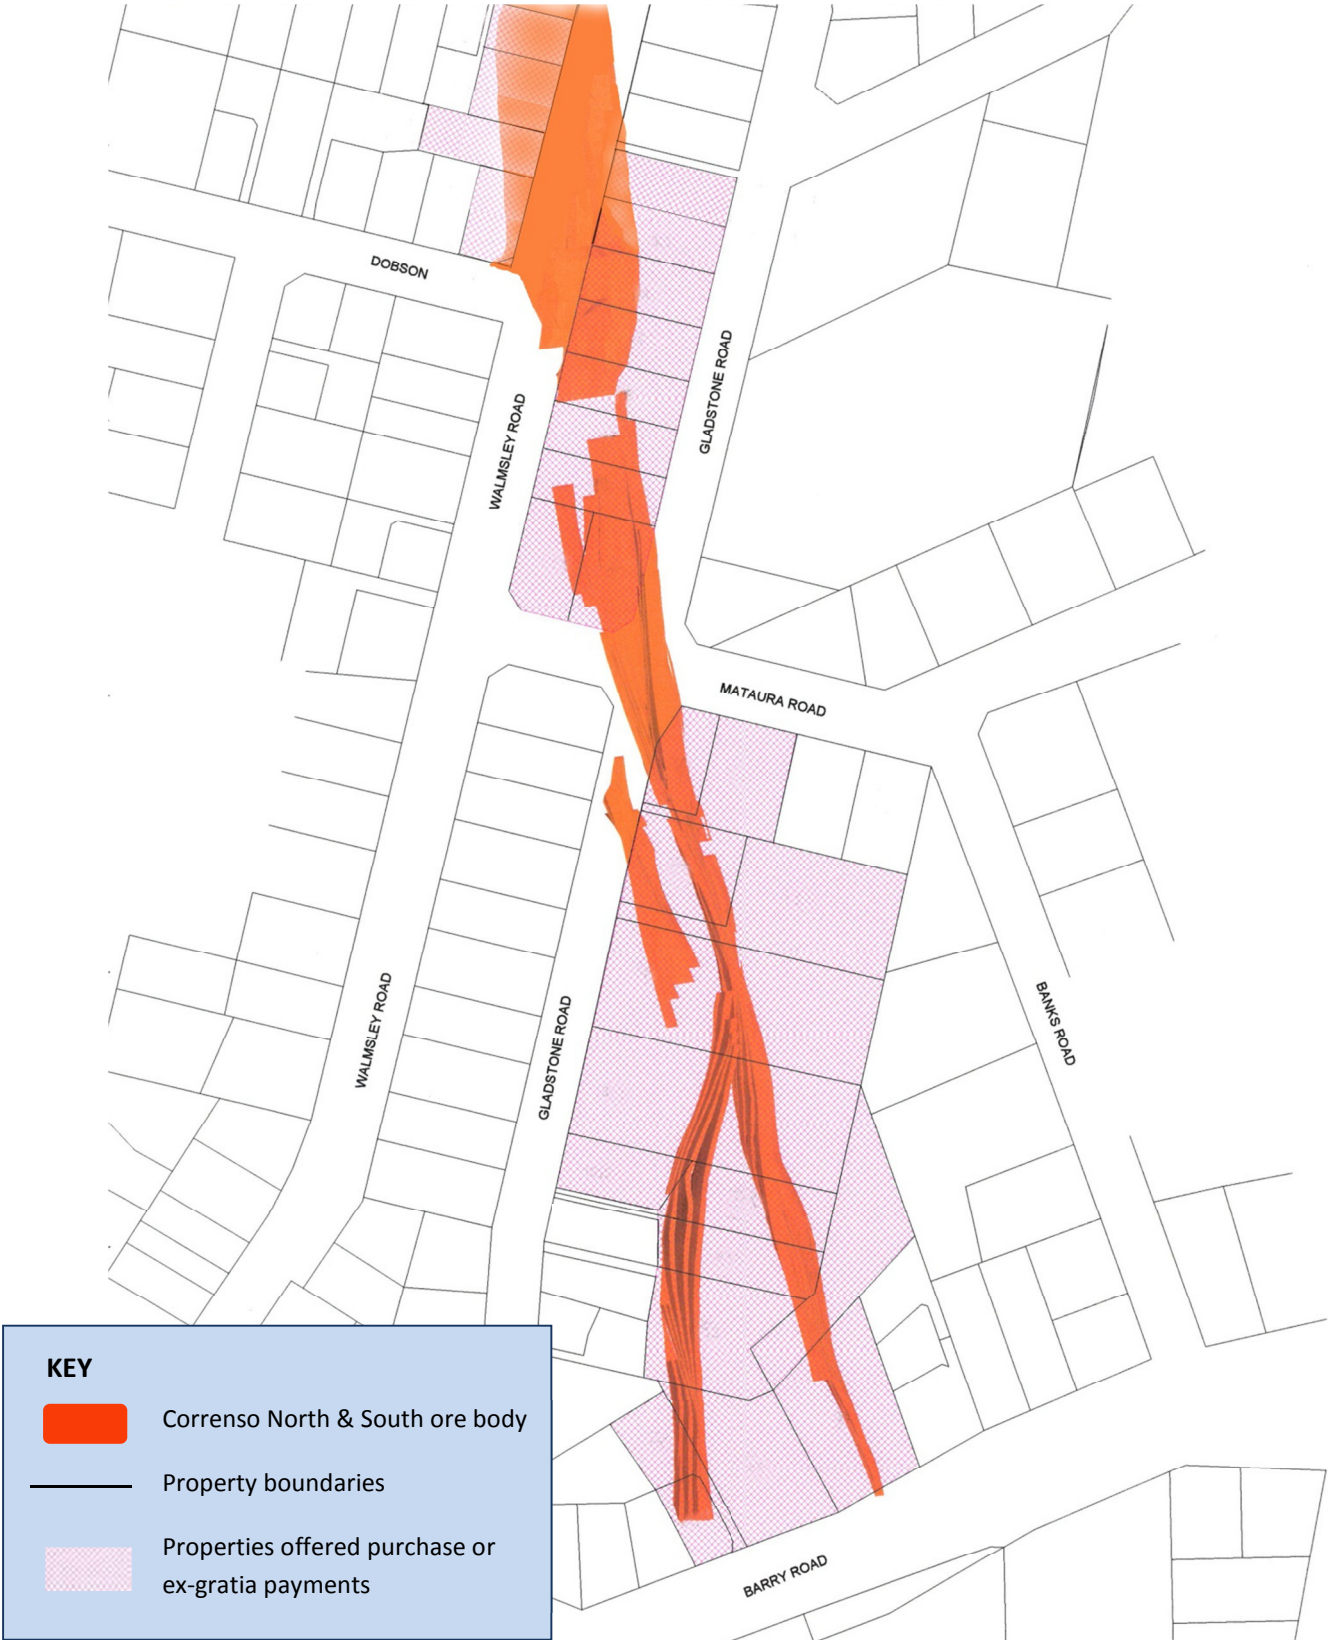 DOBSON
WALMSLEY ROAD
GLADSTONE ROAD
MATAURA ROAD
WALMSLEY ROAD
GLADSTONE ROAD
BANKS ROAD
BARRY ROAD
KEY
Correnso North & South ore body
Property boundaries
Properties offered purchase or
ex-gratia payments